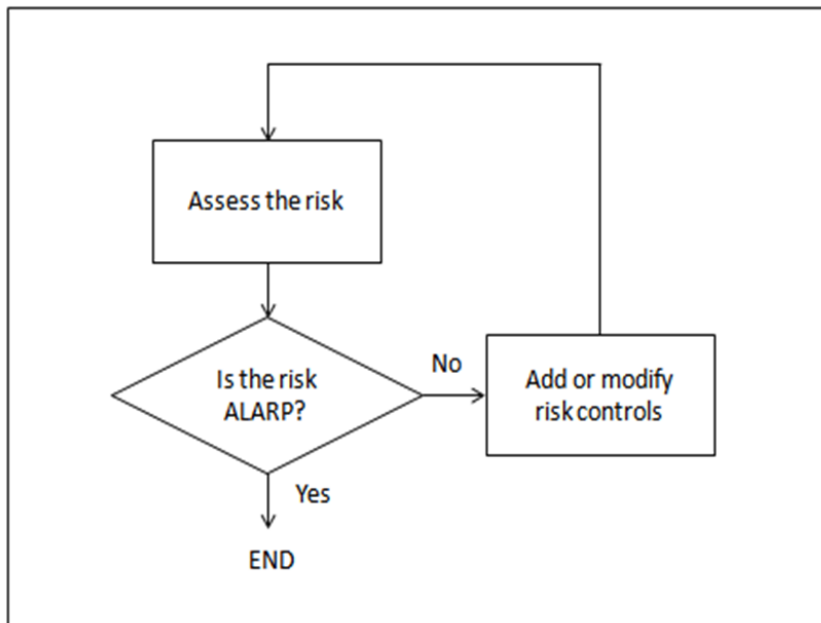 Assess the risk
Is the risk
ALARP?
No
Add or modify
risk controls
Yes
END